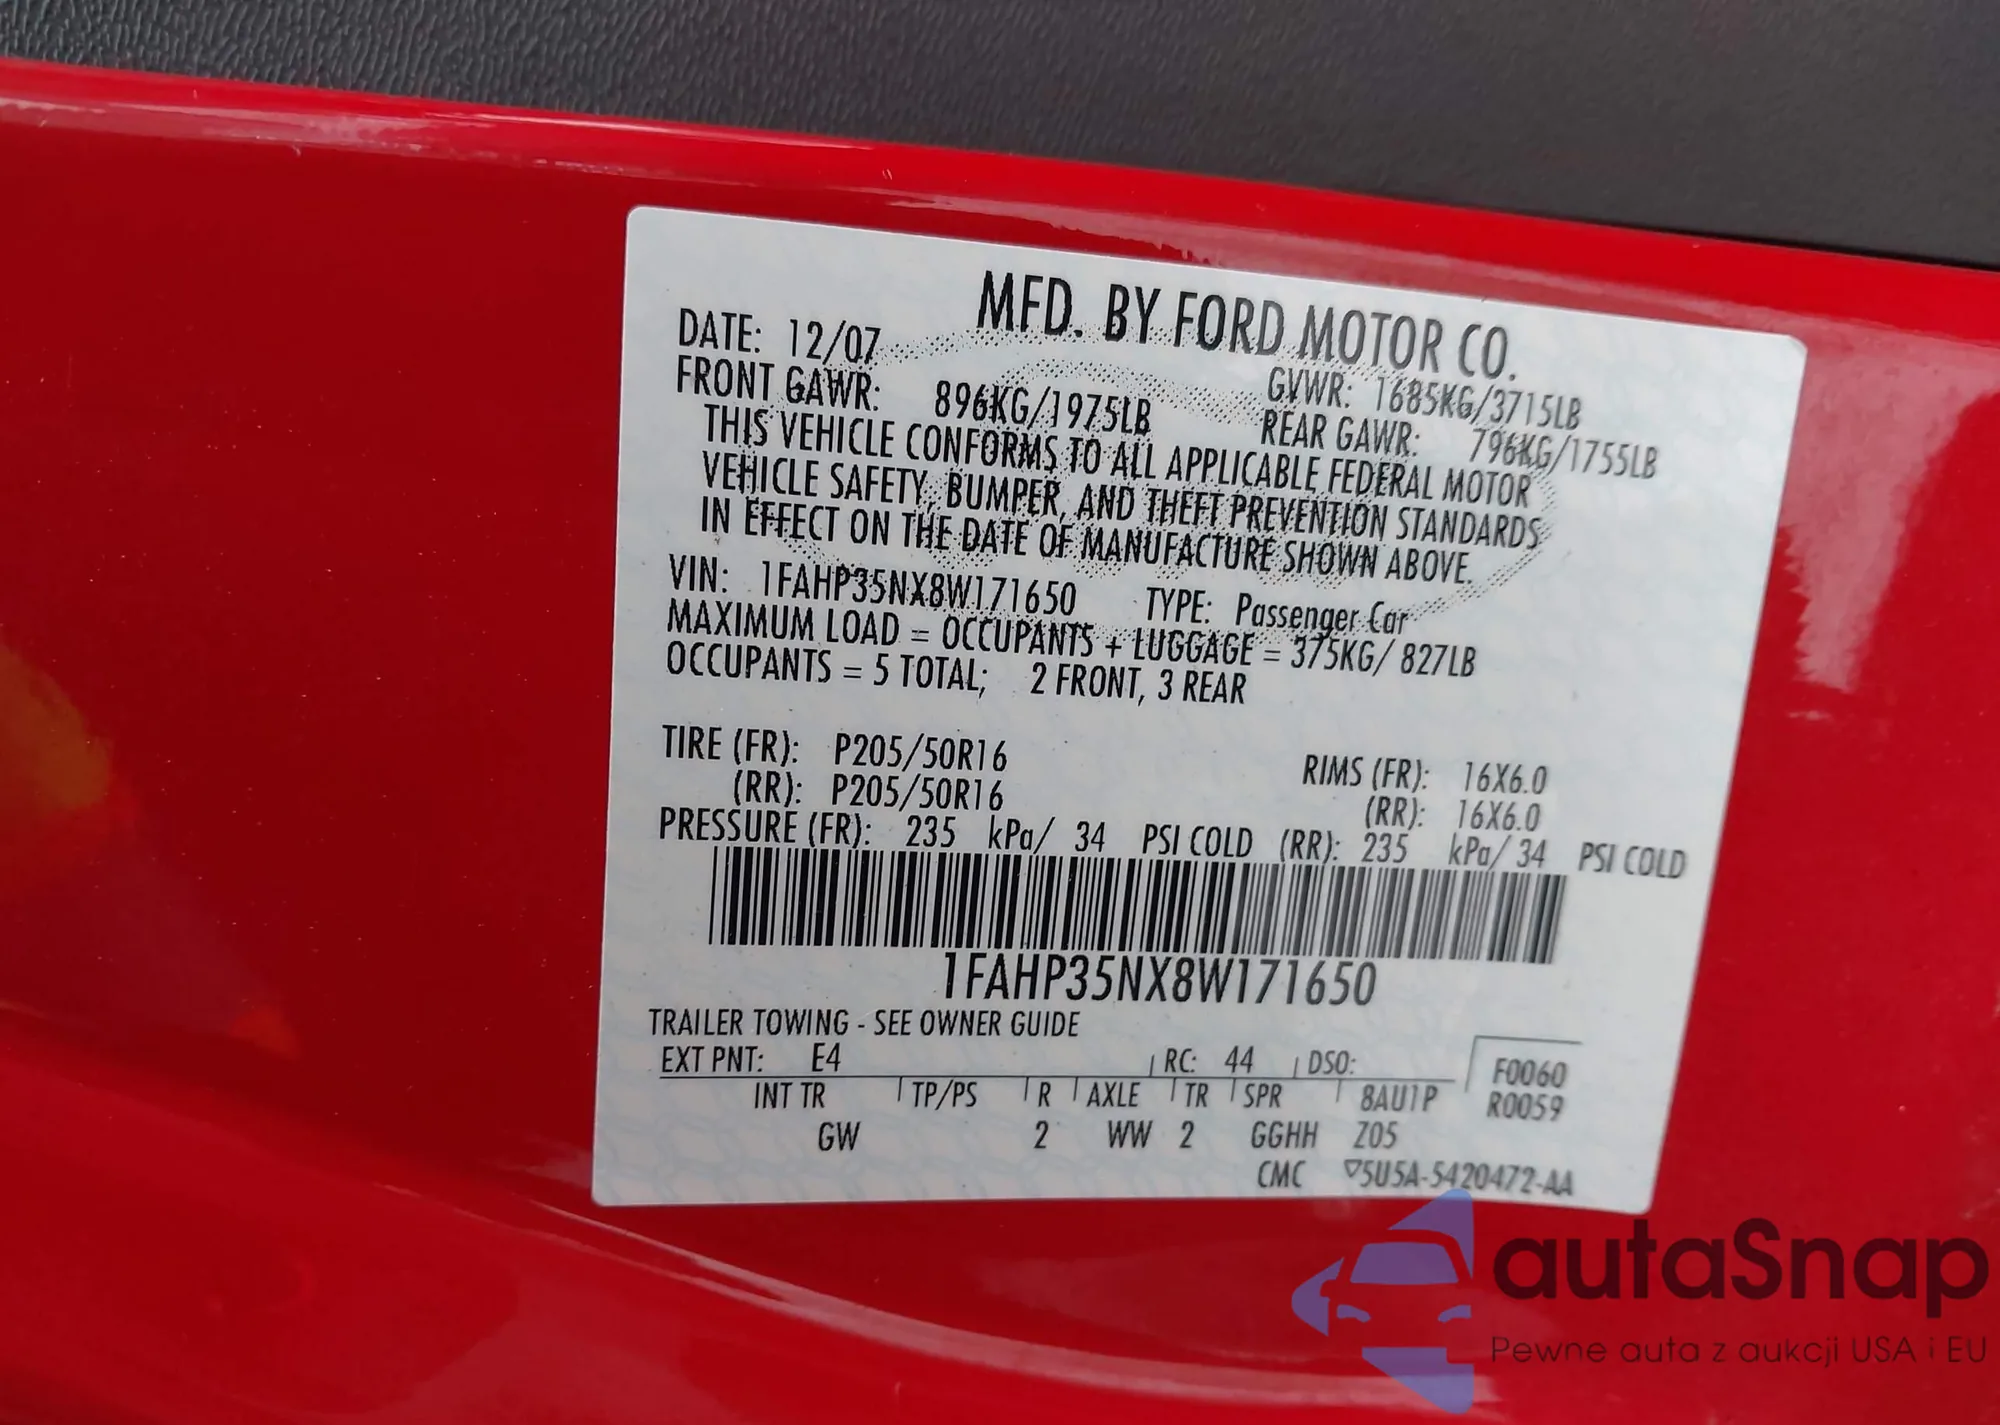 MFD. BY FORD MOTOR CO.
DATE: 12/07
GVWR: 1685KG/3715LB
FRONT GAWR: 896KG/1975LB
REAR GAWR: 796KG/1755LB
THIS VEHICLE CONFORMS TO ALL APPLICABLE FEDERAL MOTOR
VEHICLE SAFETY, BUMPER, AND THEFT PREVENTION STANDARDS
IN EFFECT ON THE DATE OF MANUFACTURE SHOWN ABOVE.
VIN: 1FAHP35NX8W171650 TYPE: Passenger Car
MAXIMUM LOAD = OCCUPANTS + LUGGAGE = 375KG/ 827LB
OCCUPANTS = 5 TOTAL; 2 FRONT, 3 REAR
TIRE (FR): P205/50R16 RIMS (FR): 16X6.0
(RR): P205/50R16 (RR): 16X6.0
PRESSURE (FR): 235 kPa/ 34 PSI COLD (RR): 235 kPa/ 34 PSI COLD
1FAHP35NX8W171650
TRAILER TOWING - SEE OWNER GUIDE
EXT PNT: E4 RC: 44 DSO: F0060
INT TR TP/PS R AXLE TR SPR 8AU1P R0059
GW 2 WW 2 GGHH Z05
CMC ▽5U5A-5420472-AA
autaSnap
Pewne auta z aukcji USA i EU